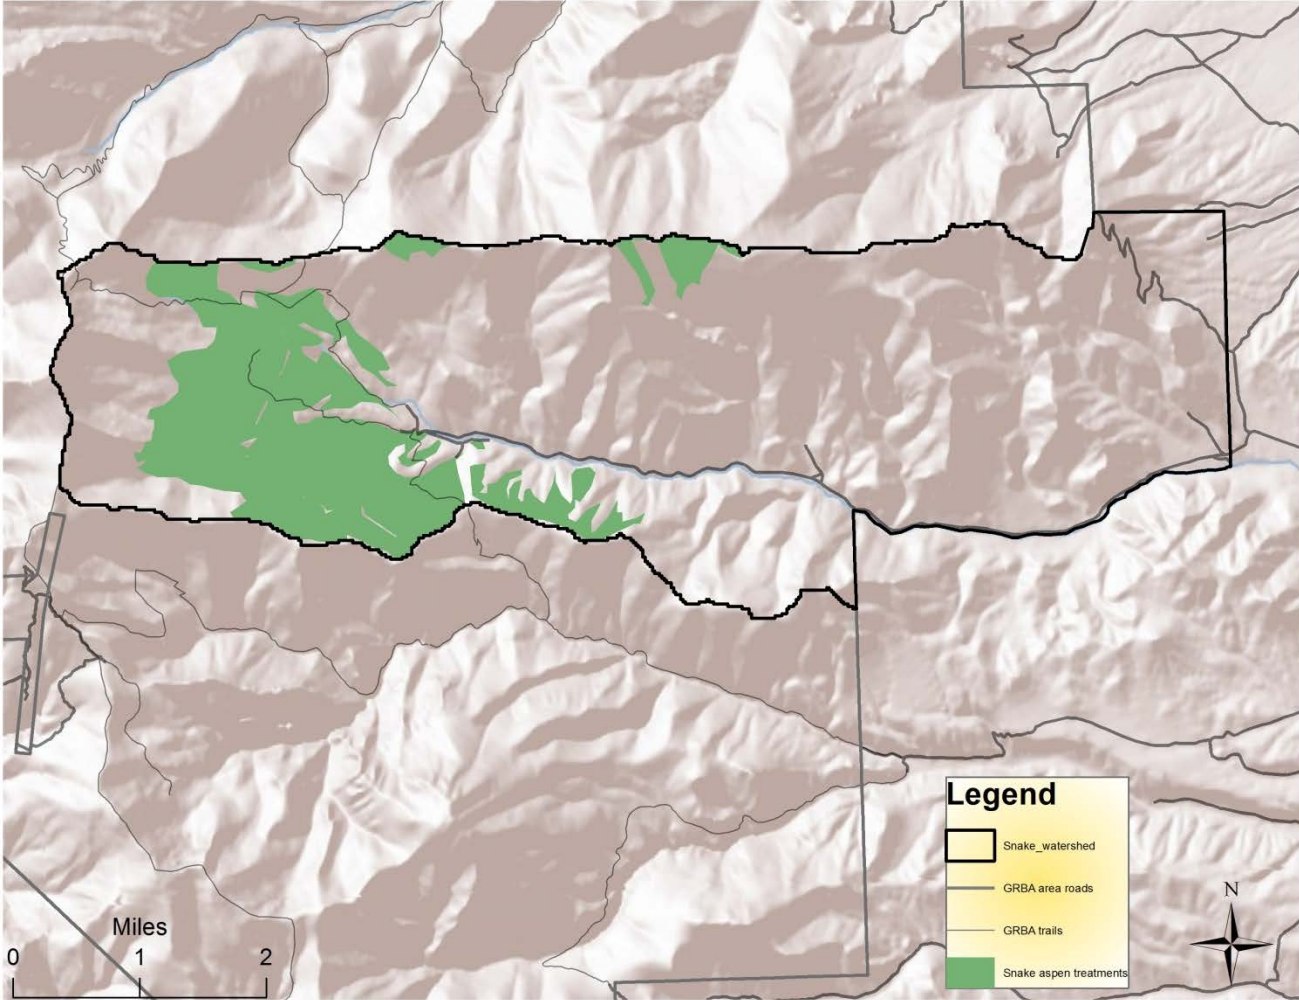 Legend
Snake_watershed
GRBA area roads
GRBA trails
Snake aspen treatments
N
Miles
0 1 2